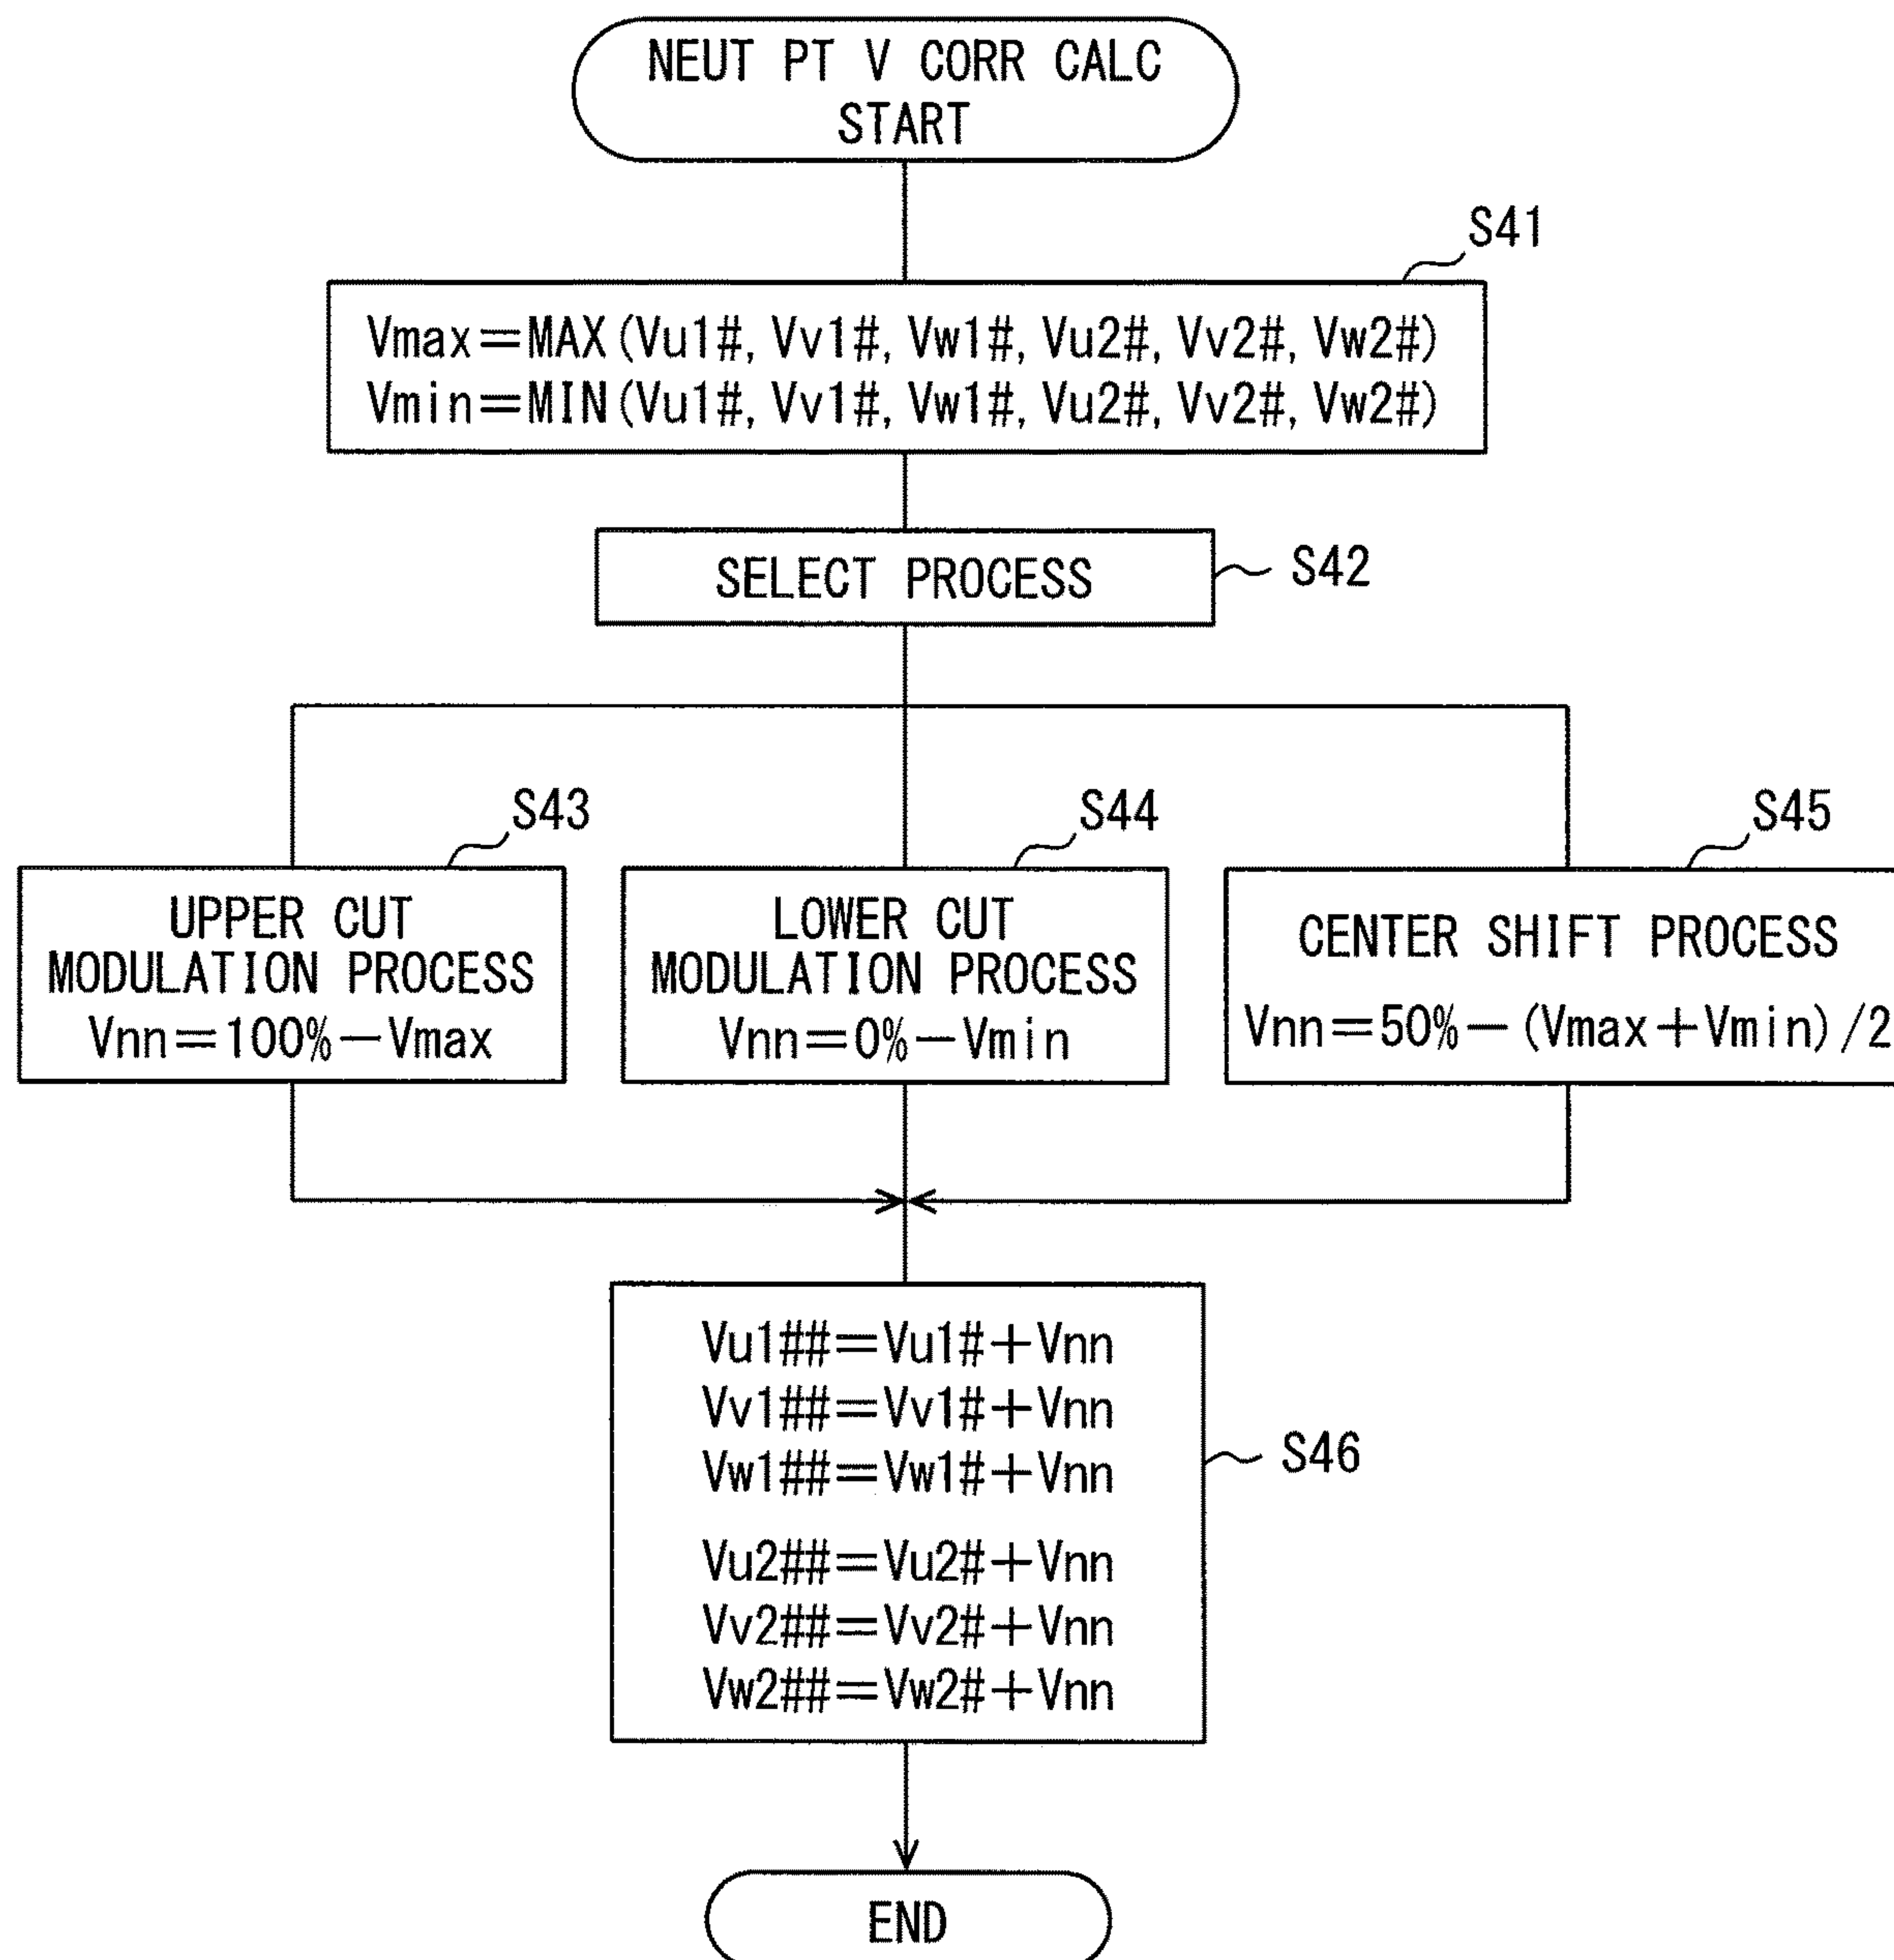 NEUT PT V CORR CALC
START
S41
Vmax=MAX(Vu1#, Vv1#, Vw1#, Vu2#, Vv2#, Vw2#)
Vmin=MIN(Vu1#, Vv1#, Vw1#, Vu2#, Vv2#, Vw2#)
SELECT PROCESS
S42
S43
UPPER CUT
MODULATION PROCESS
Vnn=100%-Vmax
S44
LOWER CUT
MODULATION PROCESS
Vnn=0%-Vmin
S45
CENTER SHIFT PROCESS
Vnn=50%-(Vmax+Vmin)/2
Vu1##=Vu1#+Vnn
Vv1##=Vv1#+Vnn
Vw1##=Vw1#+Vnn
S46
Vu2##=Vu2#+Vnn
Vv2##=Vv2#+Vnn
Vw2##=Vw2#+Vnn
END